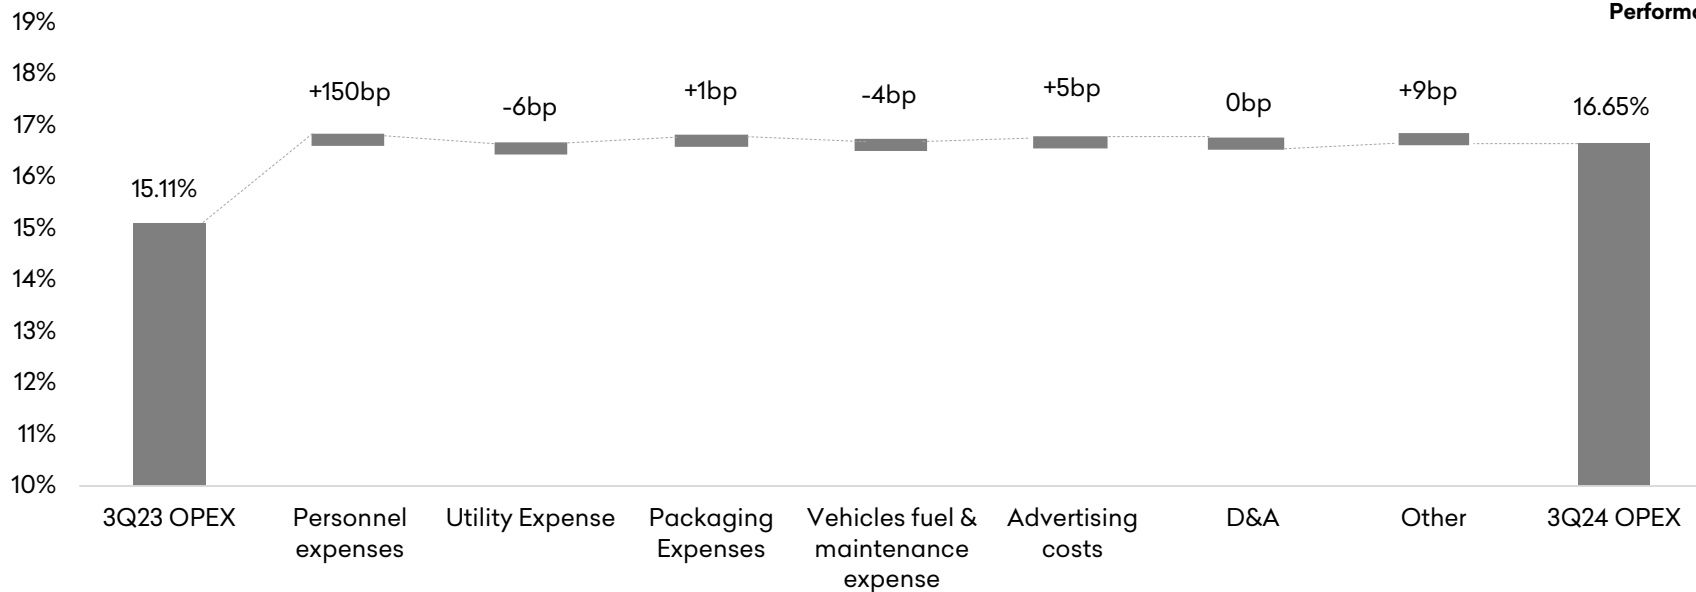 Performa
19%
18%
17%
16%
15%
14%
13%
12%
11%
10%
15.11%
+150bp
-6bp
+1bp
-4bp
+5bp
0bp
+9bp
16.65%
3Q23 OPEX
Personnel
expenses
Utility Expense
Packaging
Expenses
Vehicles fuel &
maintenance
expense
Advertising
costs
D&A
Other
3Q24 OPEX